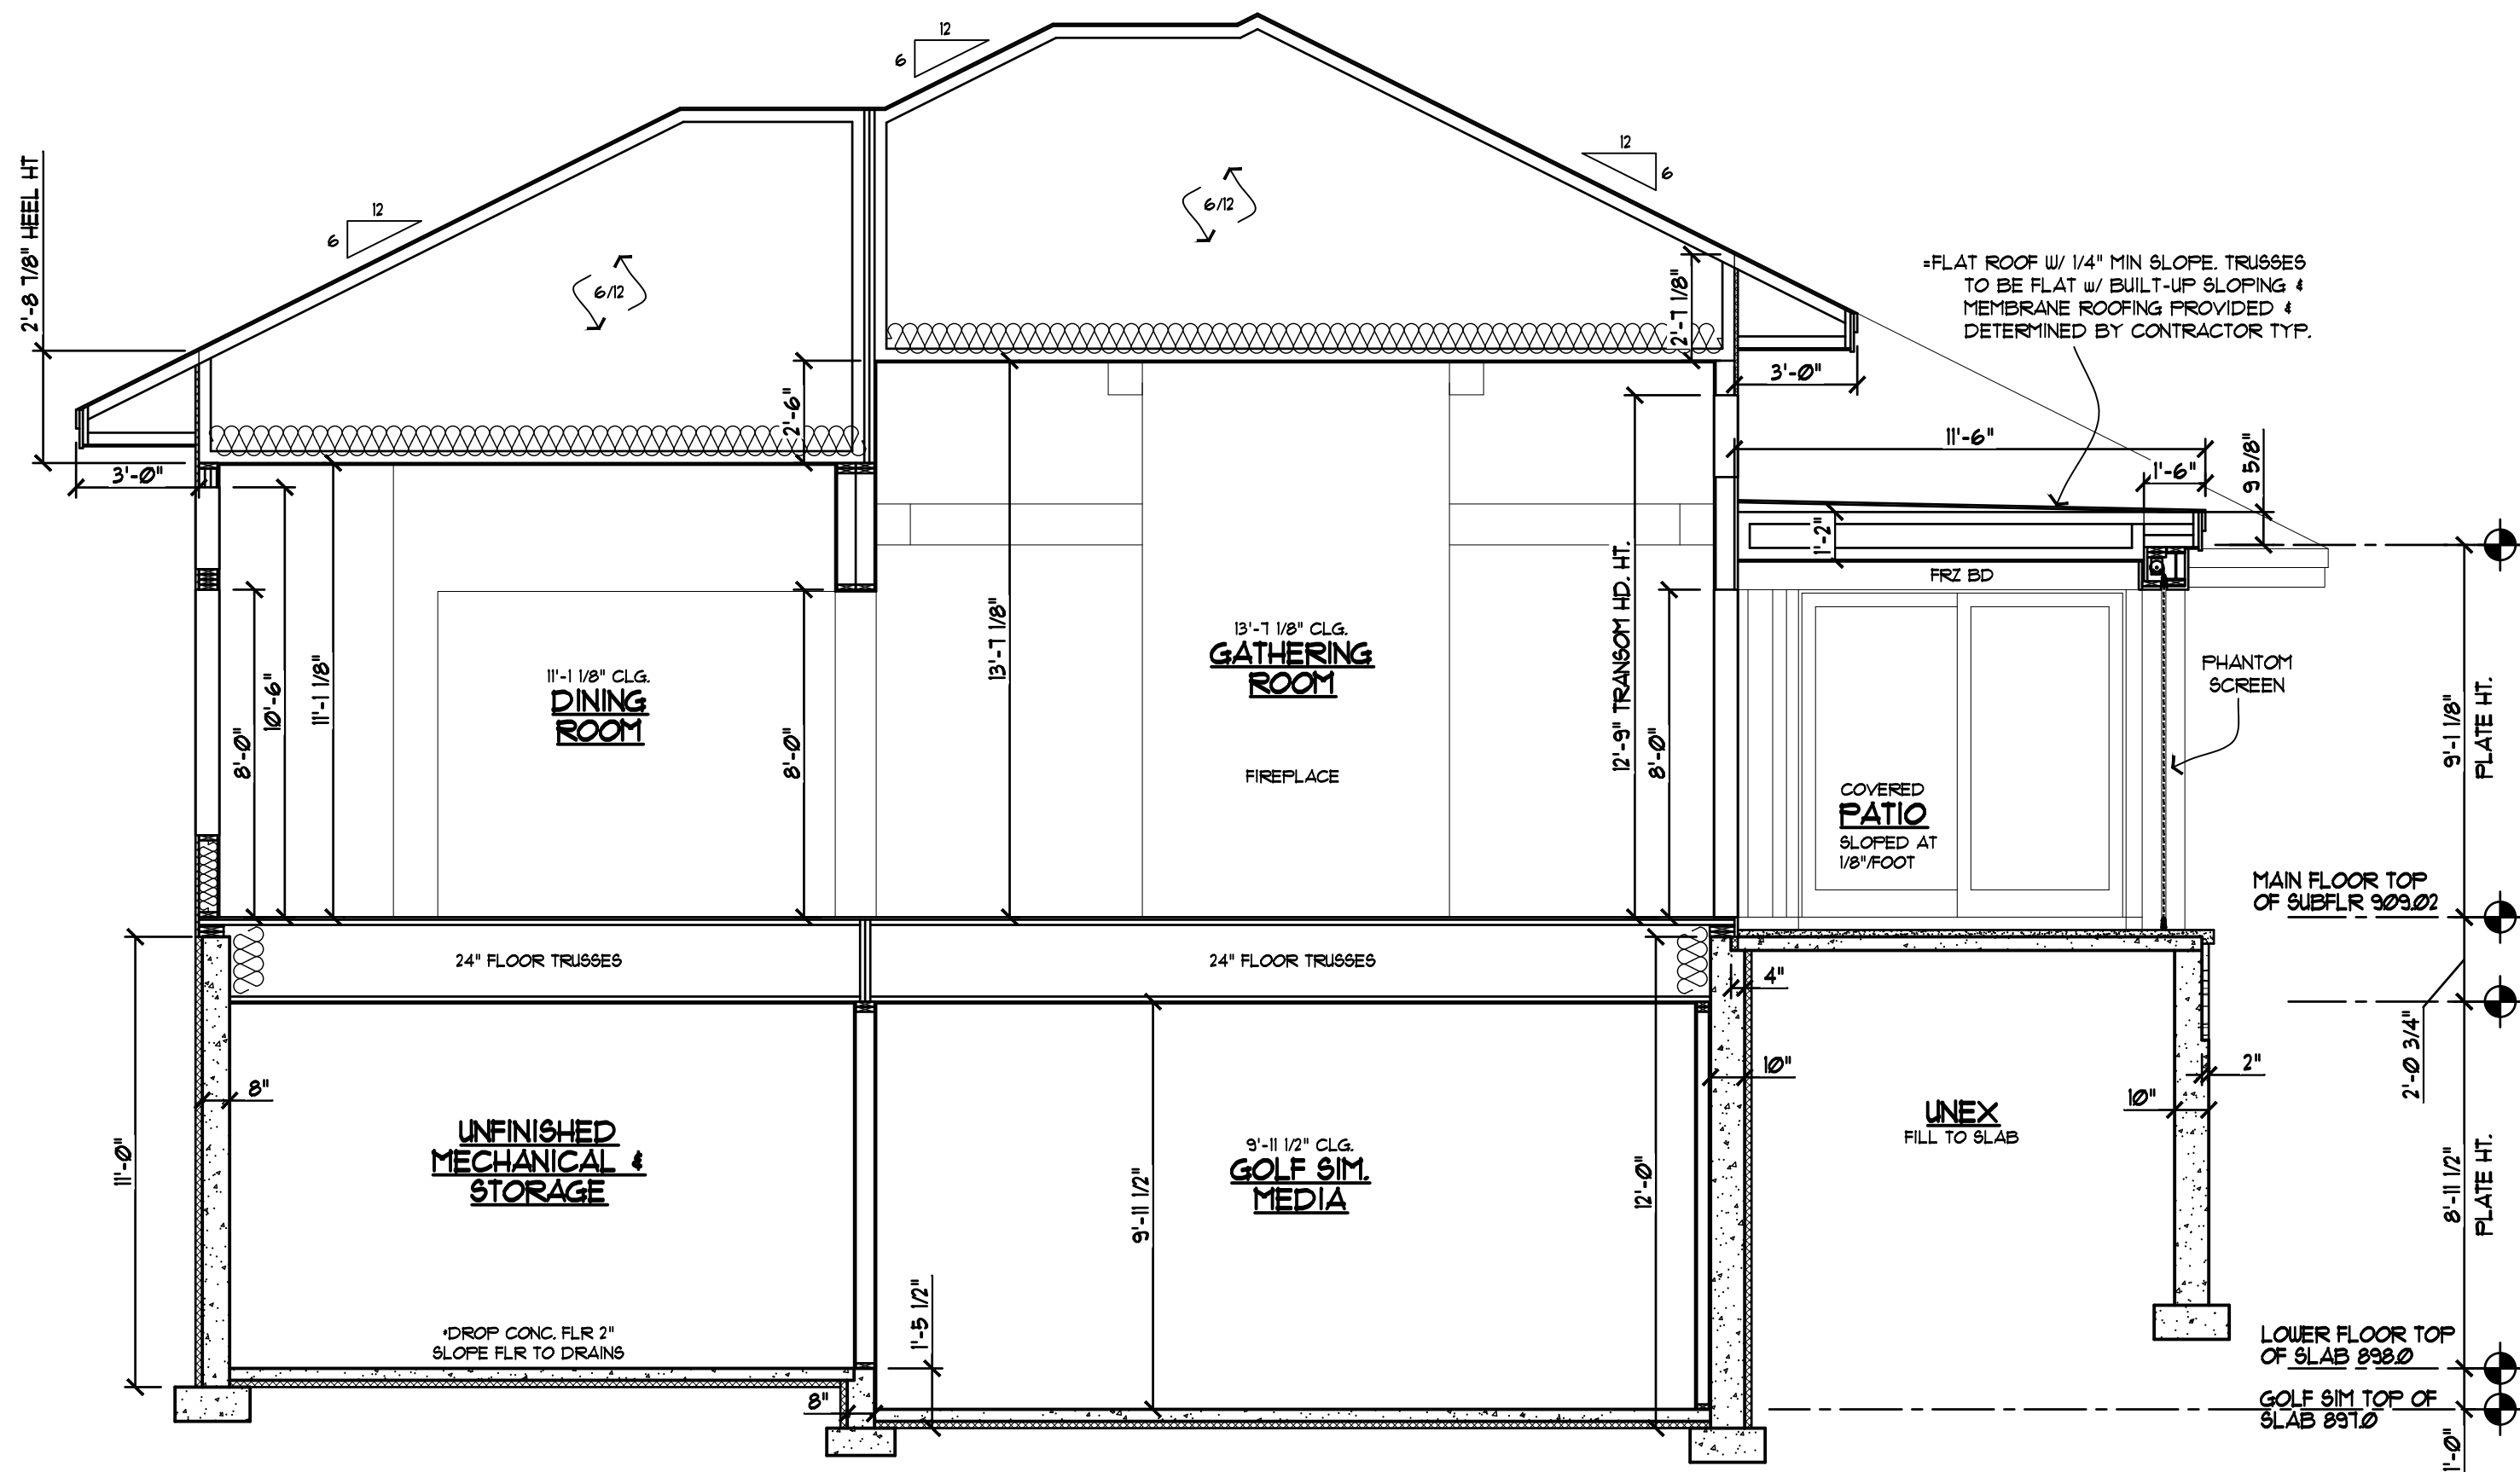 12
6
12
6
12
6
12
6
2'-8 7/8" HEEL HT
6/12
6/12
2'-7 1/8"
=FLAT ROOF W/ 1/4" MIN SLOPE. TRUSSES
TO BE FLAT w/ BUILT-UP SLOPING &
MEMBRANE ROOFING PROVIDED &
DETERMINED BY CONTRACTOR TYP.
3'-0"
2'-6"
3'-0"
11'-6"
1'-6"
9 5/8"
1'-2"
FRZ BD
8'-0"
10'-6"
11'-1 1/8"
11'-1 1/8" CLG.
DINING
ROOM
8'-0"
13'-7 1/8"
13'-7 1/8" CLG.
GATHERING
ROOM
FIREPLACE
12'-9" TRANSOM HD. HT.
8'-0"
COVERED
PATIO
SLOPED AT
1/8"/FOOT
PHANTOM
SCREEN
9'-1 1/8"
PLATE HT.
MAIN FLOOR TOP
OF SUBFLR 909.02
24" FLOOR TRUSSES
24" FLOOR TRUSSES
4"
2'-0 3/4"
11'-0"
8"
UNFINISHED
MECHANICAL &
STORAGE
*DROP CONC. FLR 2"
SLOPE FLR TO DRAINS
8"
1'-5 1/2"
9'-11 1/2"
9'-11 1/2" CLG.
GOLF SIM.
MEDIA
12'-0"
10"
UNEX
FILL TO SLAB
10"
2"
8'-11 1/2"
PLATE HT.
LOWER FLOOR TOP
OF SLAB 898.0
GOLF SIM TOP OF
SLAB 897.0
1'-0"